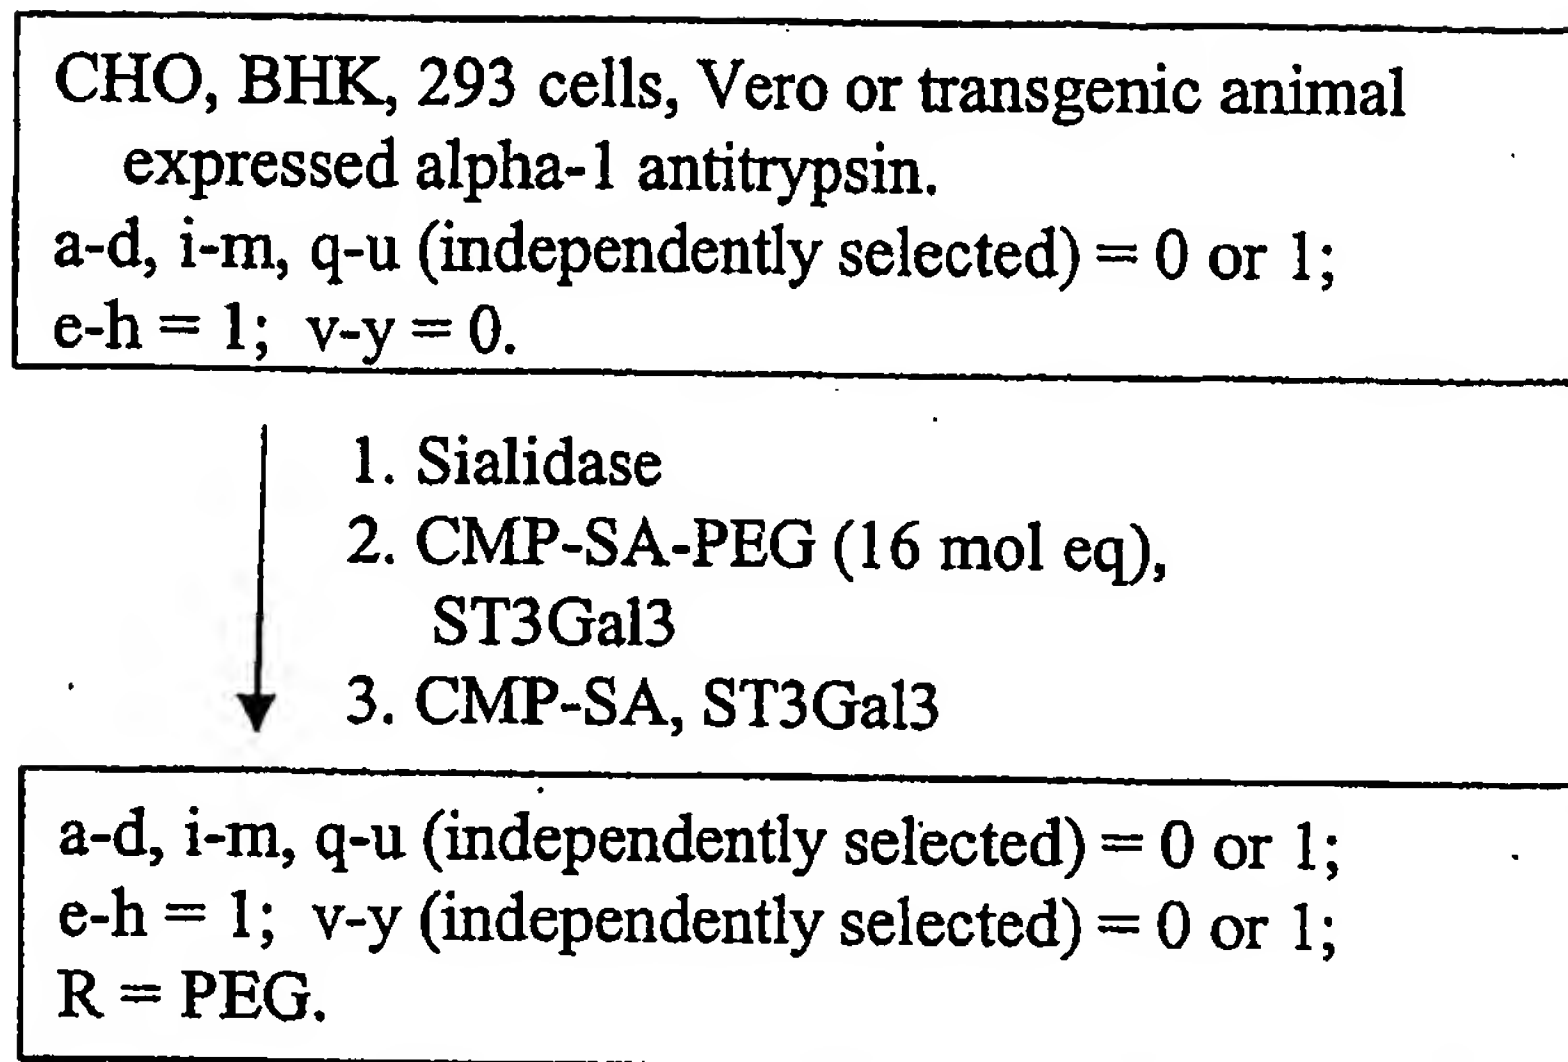 CHO, BHK, 293 cells, Vero or transgenic animal
expressed alpha-1 antitrypsin.
a-d, i-m, q-u (independently selected) = 0 or 1;
e-h = 1; v-y = 0.
1. Sialidase
2. CMP-SA-PEG (16 mol eq),
ST3Gal3
3. CMP-SA, ST3Gal3
a-d, i-m, q-u (independently selected) = 0 or 1;
e-h = 1; v-y (independently selected) = 0 or 1;
R = PEG.